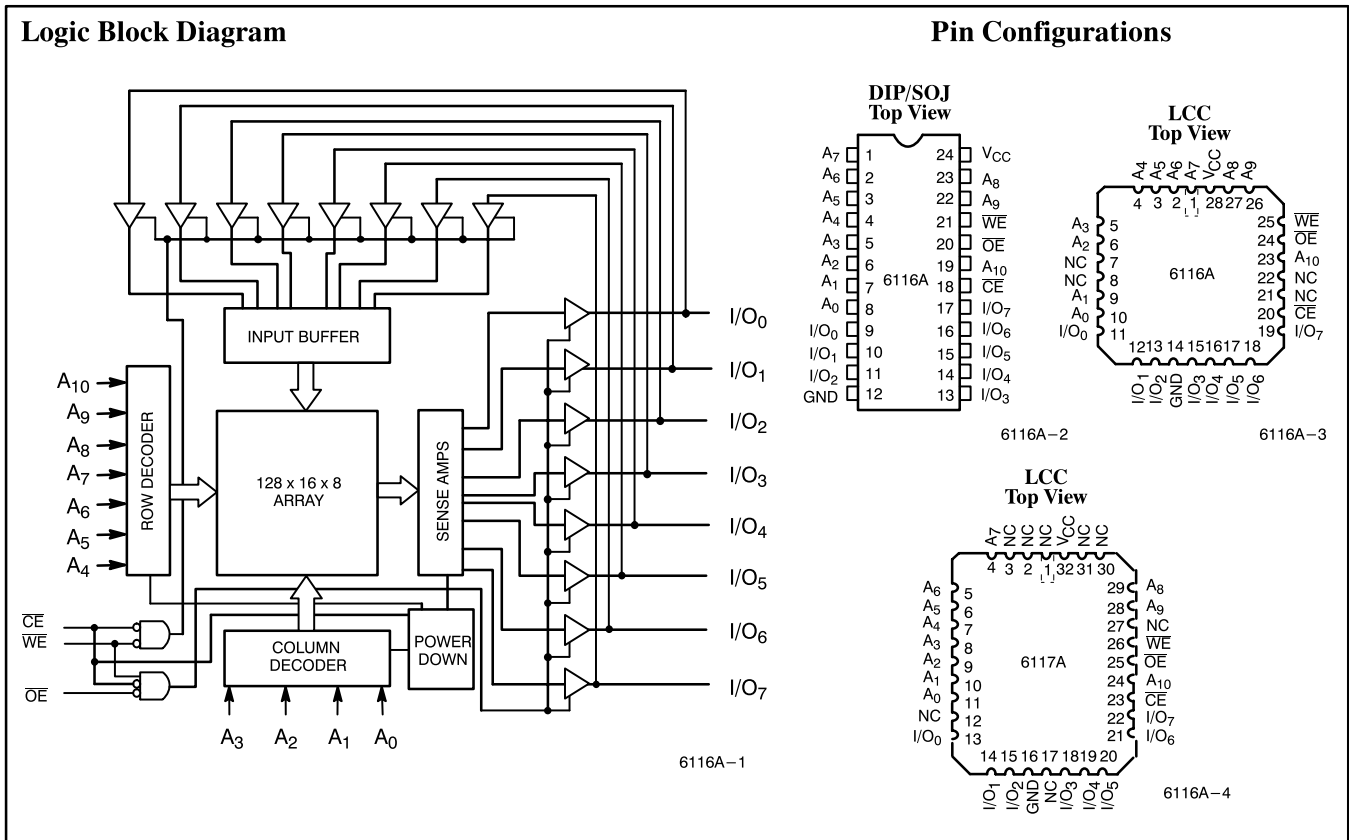 Logic Block Diagram
INPUT BUFFER
A10
A9
A8
A7
A6
A5
A4
ROW DECODER
128 x 16 x 8
ARRAY
SENSE AMPS
I/O0
I/O1
I/O2
I/O3
I/O4
I/O5
I/O6
I/O7
CE
WE
OE
COLUMN
DECODER
POWER
DOWN
A3 A2 A1 A0
6116A–1
Pin Configurations
DIP/SOJ
Top View
A7 1 24 VCC
A6 2 23 A8
A5 3 22 A9
A4 4 21 WE
A3 5 20 OE
A2 6 19 A10
A1 7 18 CE
A0 8 17 I/O7
I/O0 9 16 I/O6
I/O1 10 15 I/O5
I/O2 11 14 I/O4
GND 12 13 I/O3
6116A
6116A–2
LCC
Top View
A4 A5 A6 A7 VCC A8 A9
4 3 2 1 28 27 26
A3 5 25 WE
A2 6 24 OE
NC 7 23 A10
NC 8 22 NC
A1 9 21 NC
A0 10 20 CE
I/O0 11 19 I/O7
6116A
12 13 14 15 16 17 18
I/O1 I/O2 GND I/O3 I/O4 I/O5 I/O6
6116A–3
LCC
Top View
A7 NC NC NC VCC NC NC
4 3 2 1 32 31 30
A6 5 29 A8
A5 6 28 A9
A4 7 27 NC
A3 8 26 WE
A2 9 25 OE
A1 10 24 A10
A0 11 23 CE
NC 12 22 I/O7
I/O0 13 21 I/O6
6117A
14 15 16 17 18 19 20
I/O1 I/O2 GND NC I/O3 I/O4 I/O5
6116A–4